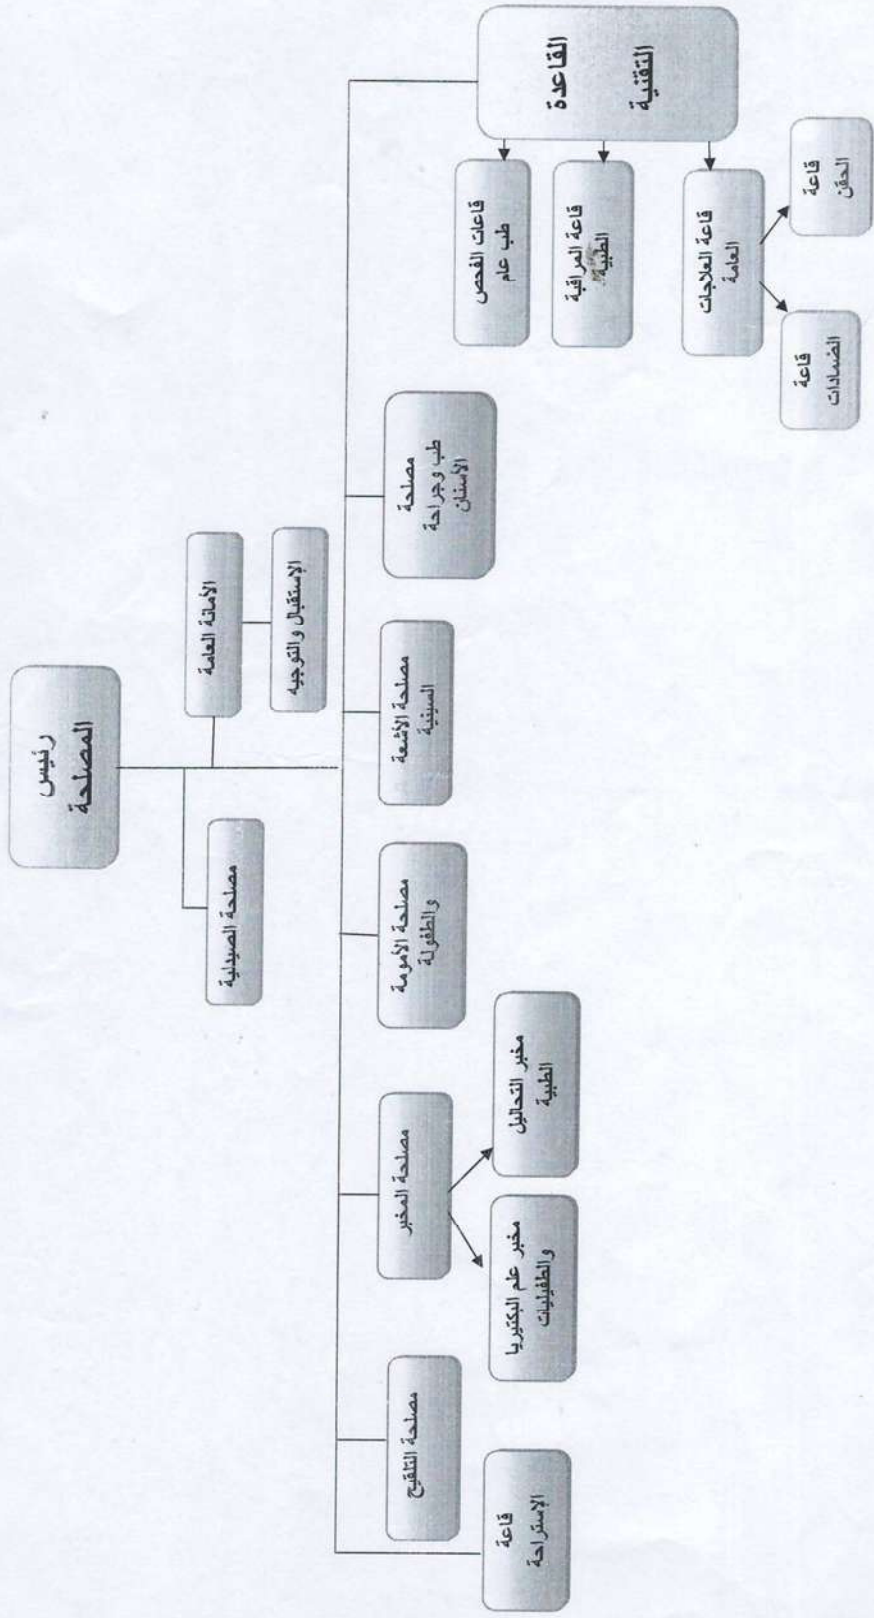 رئيس
المصلحة
الأمانة العامة
الإستقبال والتوجيه
مصلحة الصيدلية
القاعدة
التقنية
قاعات الفحص
طب عام
قاعة المراقبة
الطبية
قاعة العلاجات
العامة
قاعة
الحقن
قاعة
الضمادات
مصلحة
طب وجراحة
الأسنان
مصلحة الأشعة
السينية
مصلحة الأمومة
والطفولة
مصلحة المخبر
مخبر التحاليل
الطبية
مخبر علم البكتيريا
والطفيليات
مصلحة التلقيح
قاعة
الإستراحة